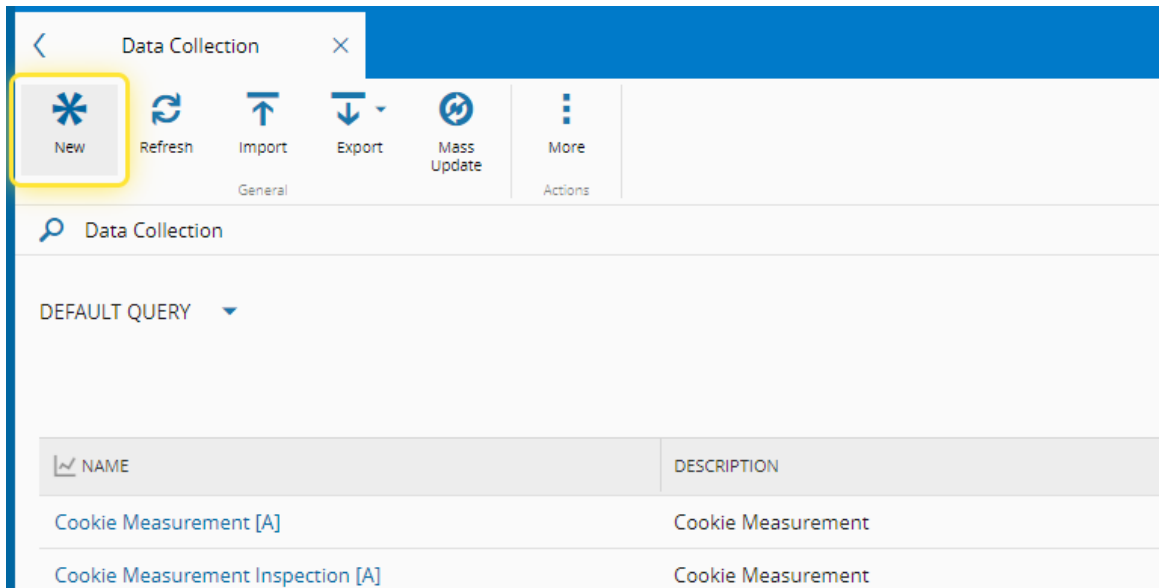 Data Collection
New
Refresh
Import
Export
Mass
Update
More
General
Actions
Data Collection
DEFAULT QUERY
NAME
DESCRIPTION
Cookie Measurement [A]
Cookie Measurement
Cookie Measurement Inspection [A]
Cookie Measurement